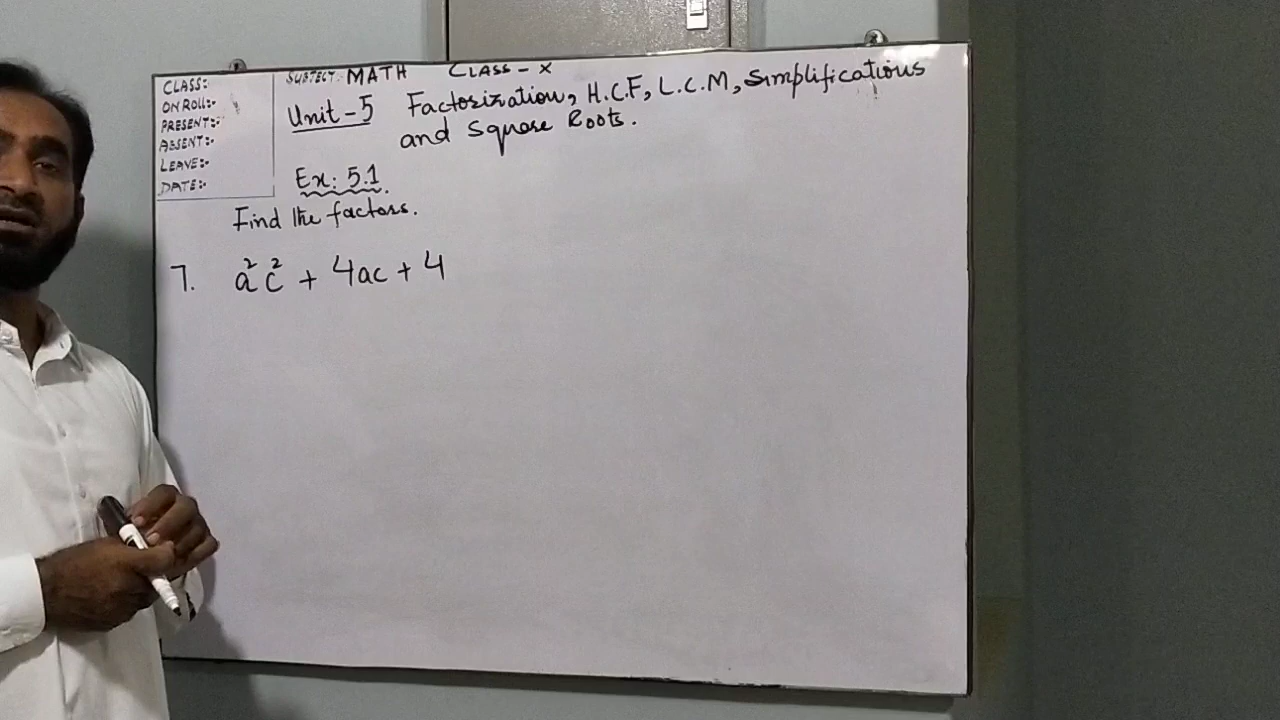 CLASS:
ON ROLL:-
PRESENT:-
ABSENT:-
LEAVE:-
DATE:-
SUBJECT: MATH CLASS - X
Unit - 5 Factorization, H.C.F, L.C.M, Simplifications
and Square Roots.
Ex: 5.1
Find the factors.
7. a²c² + 4ac + 4